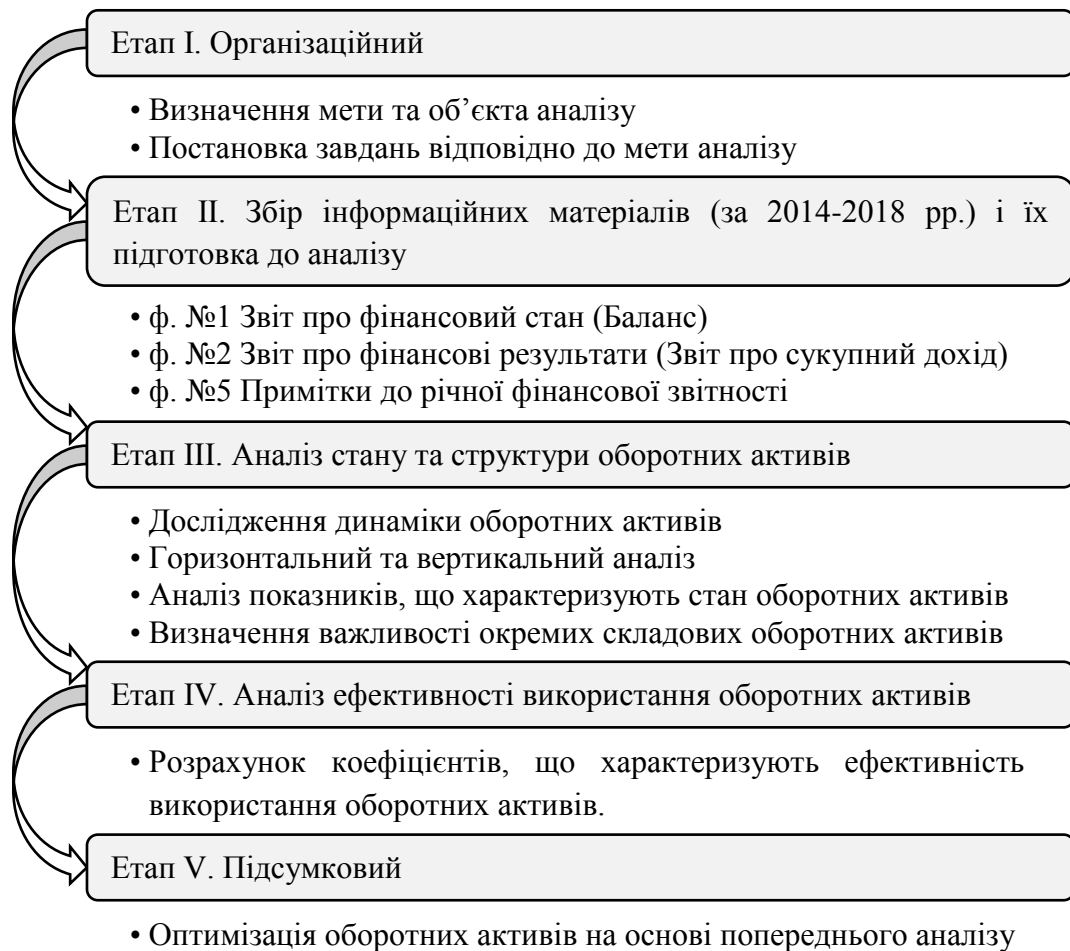 Етап І. Організаційний
• Визначення мети та об’єкта аналізу
• Постановка завдань відповідно до мети аналізу
Етап ІІ. Збір інформаційних матеріалів (за 2014-2018 рр.) і їх
підготовка до аналізу
• ф. №1 Звіт про фінансовий стан (Баланс)
• ф. №2 Звіт про фінансові результати (Звіт про сукупний дохід)
• ф. №5 Примітки до річної фінансової звітності
Етап ІІІ. Аналіз стану та структури оборотних активів
• Дослідження динаміки оборотних активів
• Горизонтальний та вертикальний аналіз
• Аналіз показників, що характеризують стан оборотних активів
• Визначення важливості окремих складових оборотних активів
Етап IV. Аналіз ефективності використання оборотних активів
• Розрахунок коефіцієнтів, що характеризують ефективність
використання оборотних активів.
Етап V. Підсумковий
• Оптимізація оборотних активів на основі попереднього аналізу